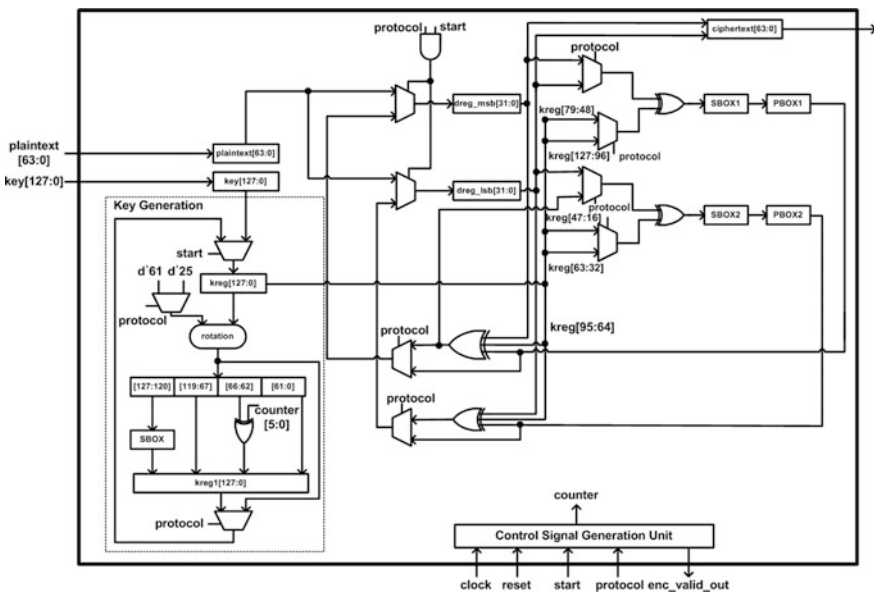 protocol start
ciphertext[63:0]
protocol
dreg_msb[31:0]
kreg[79:48]
SBOX1
PBOX1
plaintext
[63:0]
plaintext[63:0]
kreg[127:96]
protocol
key[127:0]
key[127:0]
dreg_lsb[31:0]
protocol
kreg[47:16]
SBOX2
PBOX2
kreg[63:32]
Key Generation
start
d'61 d'25
kreg[127:0]
protocol
rotation
protocol
kreg[95:64]
[127:120] [119:67] [66:62] [61:0]
protocol
counter
[5:0]
SBOX
kreg1[127:0]
protocol
counter
Control Signal Generation Unit
clock reset start protocol enc_valid_out